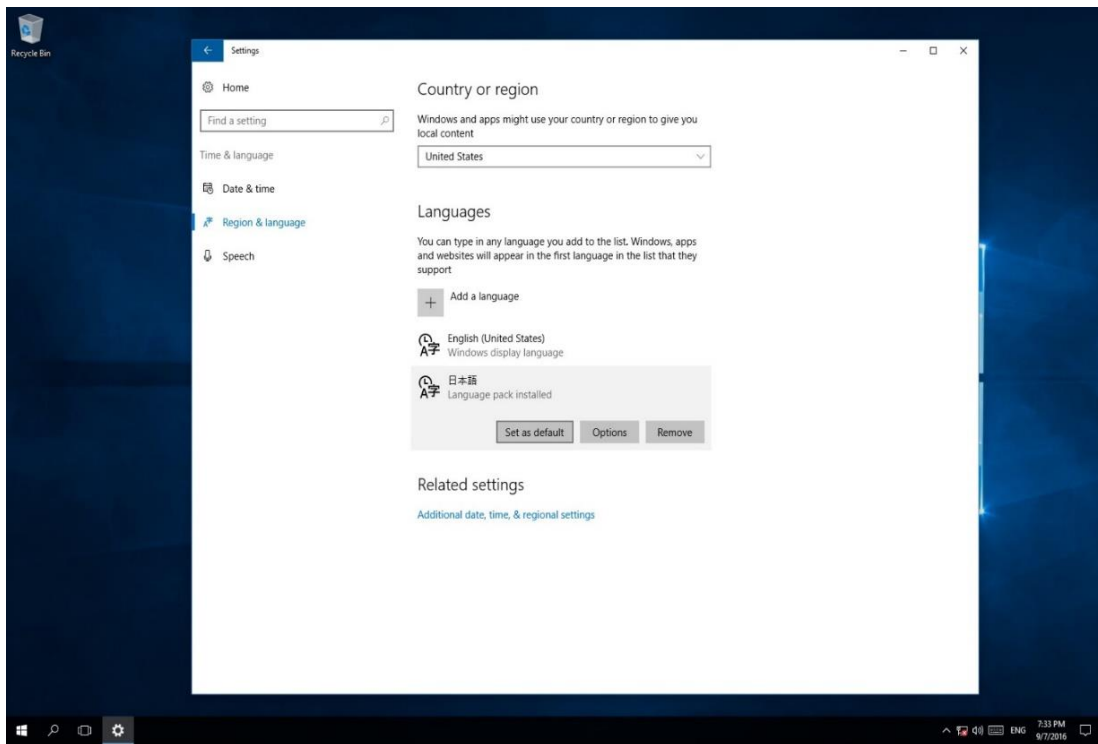 Recycle Bin
Settings
Home
Find a setting
Time & language
Date & time
Region & language
Speech
Country or region
Windows and apps might use your country or region to give you
local content
United States
Languages
You can type in any language you add to the list. Windows, apps
and websites will appear in the first language in the list that they
support
Add a language
English (United States)
Windows display language
日本語
Language pack installed
Set as default Options Remove
Related settings
Additional date, time, & regional settings
ENG
7:33 PM
9/7/2016